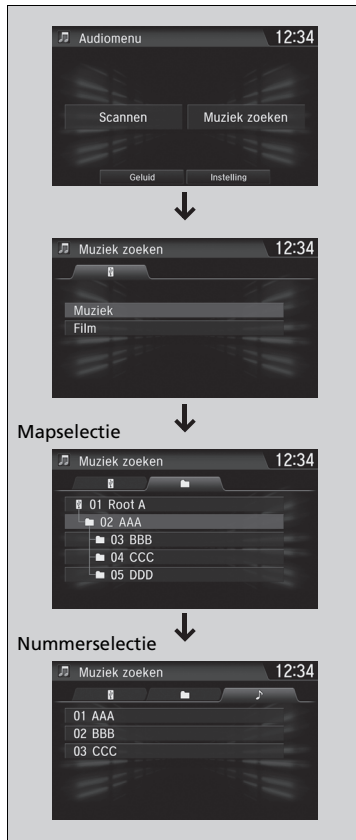 Audiomenu 12:34
Scannen Muziek zoeken
Geluid Instelling
Muziek zoeken 12:34
Muziek
Film
Mapselectie
Muziek zoeken 12:34
01 Root A
02 AAA
03 BBB
04 CCC
05 DDD
Nummerselectie
Muziek zoeken 12:34
01 AAA
02 BBB
03 CCC